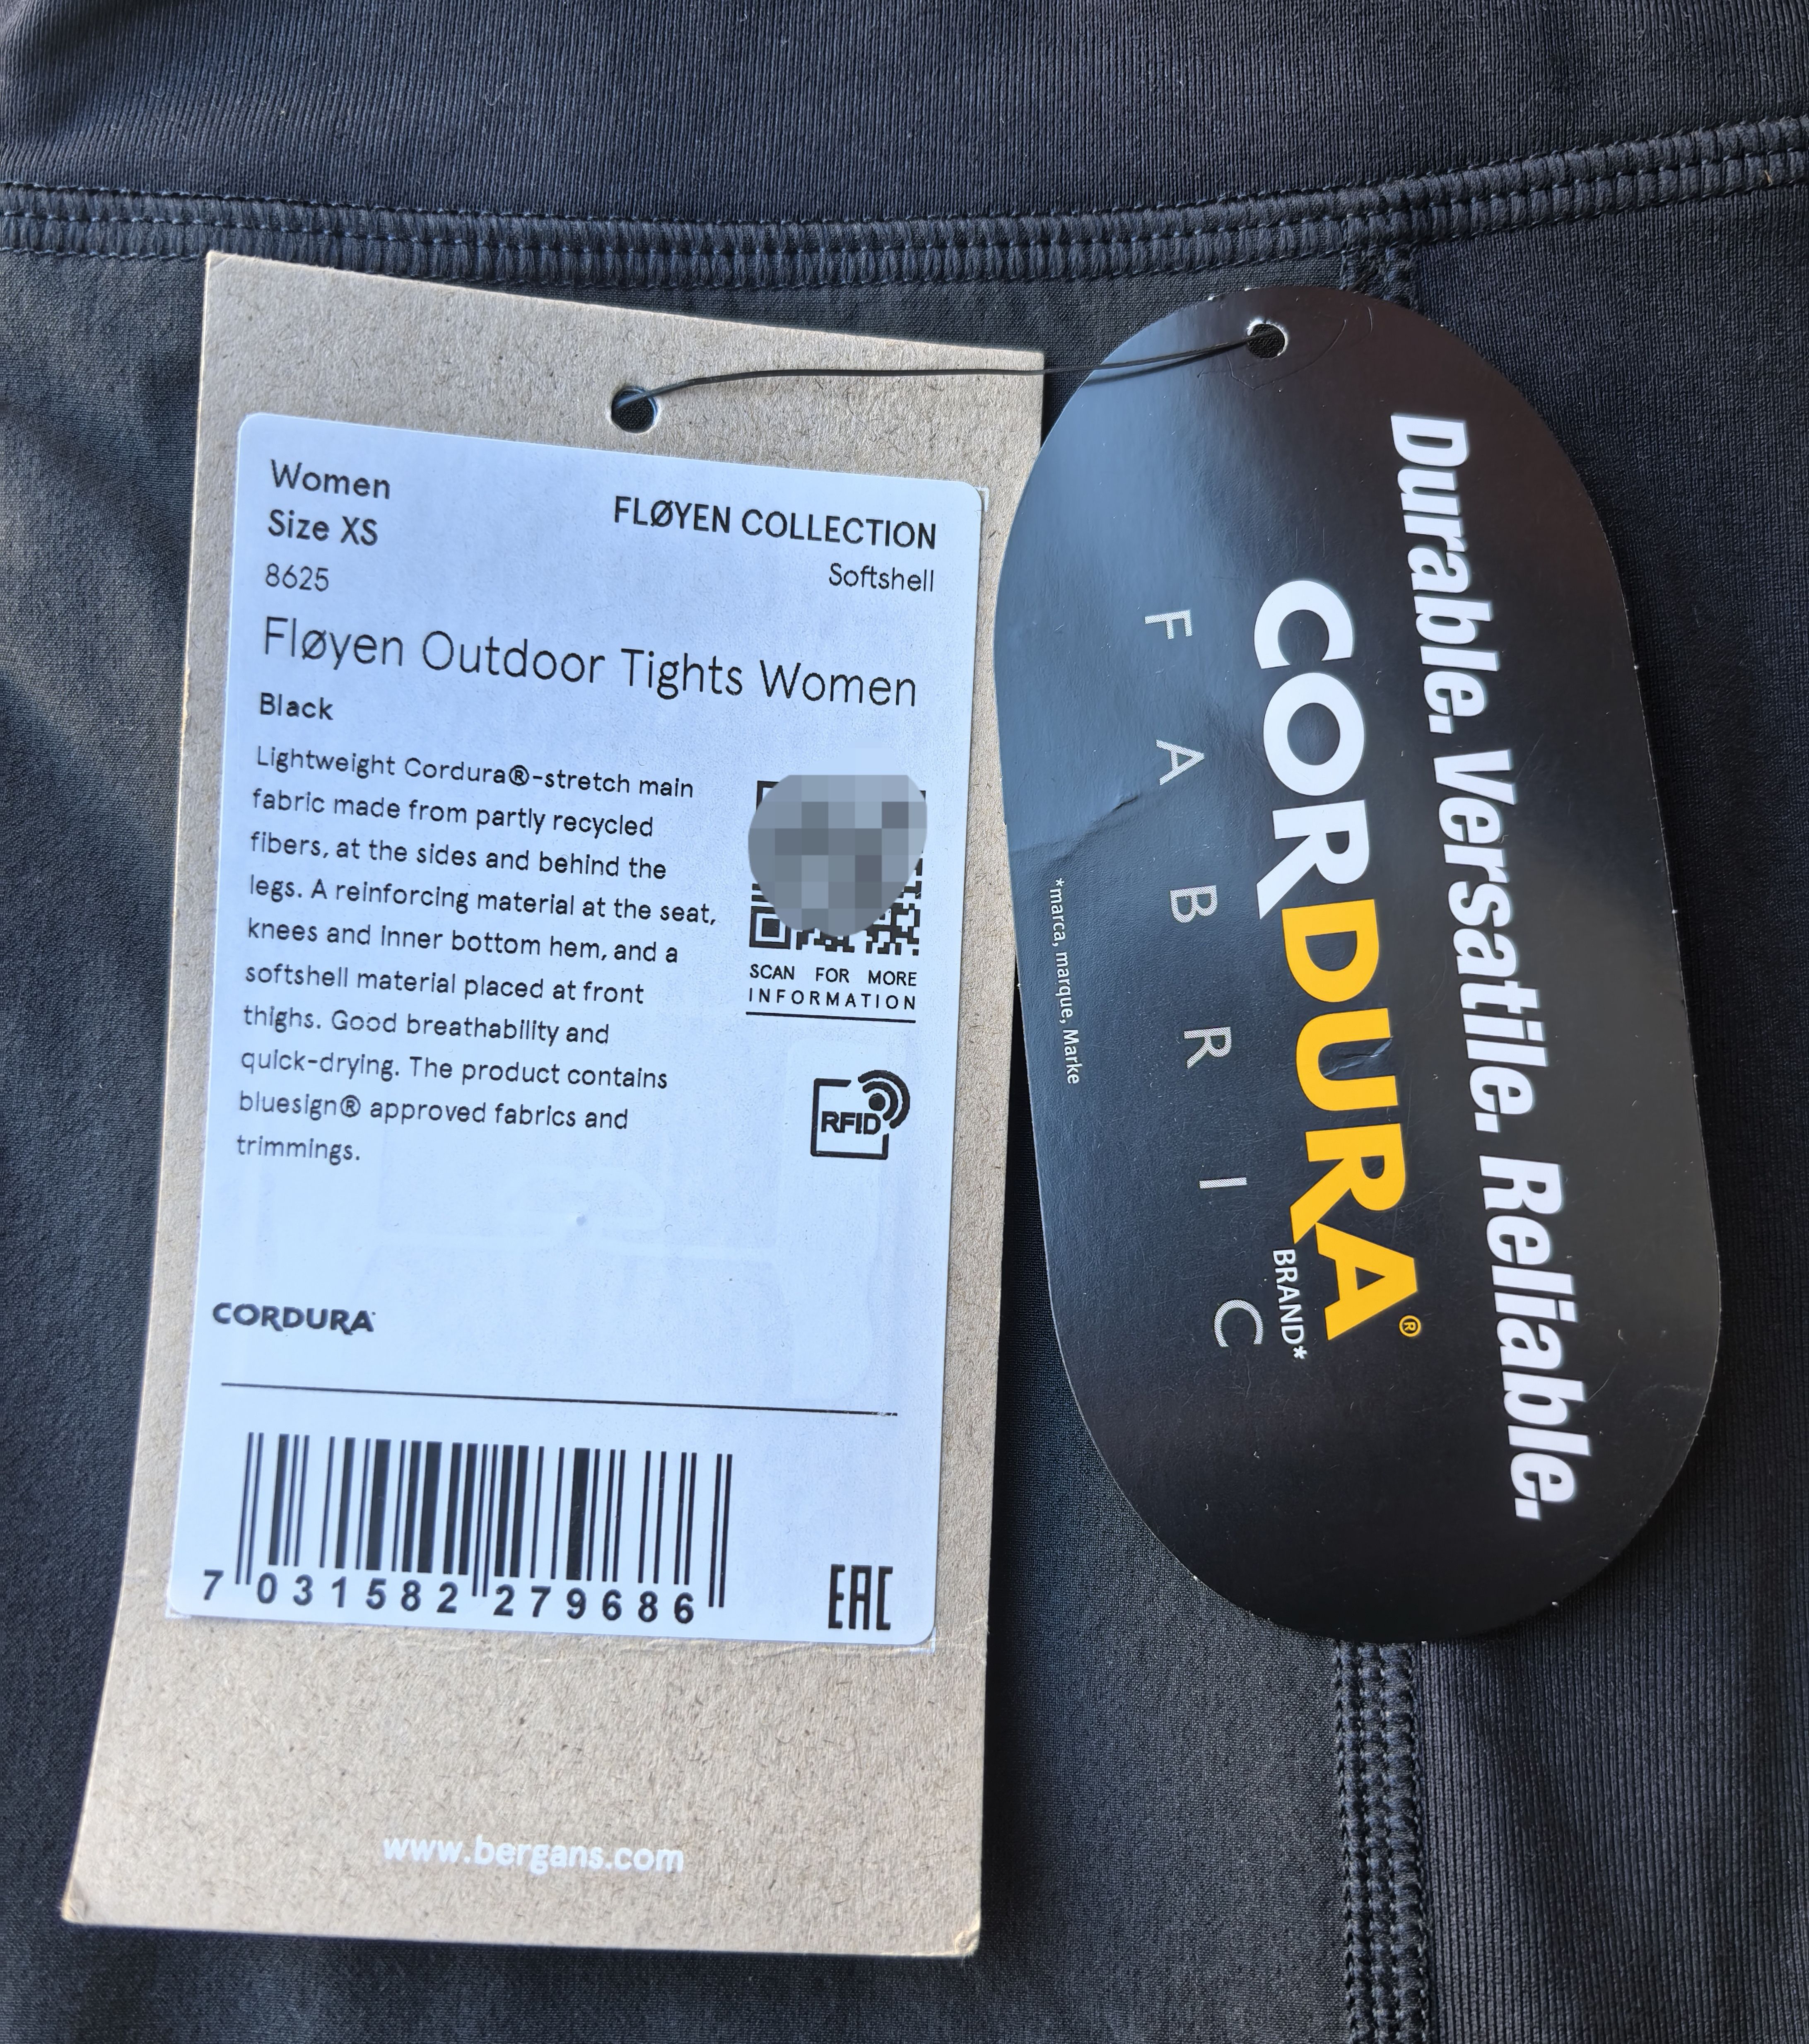 Women
Size XS
8625
FLØYEN COLLECTION
Softshell
Fløyen Outdoor Tights Women
Black
Lightweight Cordura®-stretch main
fabric made from partly recycled
fibers, at the sides and behind the
legs. A reinforcing material at the seat,
knees and inner bottom hem, and a
softshell material placed at front
thighs. Good breathability and
quick-drying. The product contains
bluesign® approved fabrics and
trimmings.
SCAN FOR MORE
INFORMATION
RFID
CORDURA
7 031582 279686
EAC
www.bergans.com
Durable. Versatile. Reliable.
CORDURA®
BRAND*
FABRIC
*marca, marque, Marke